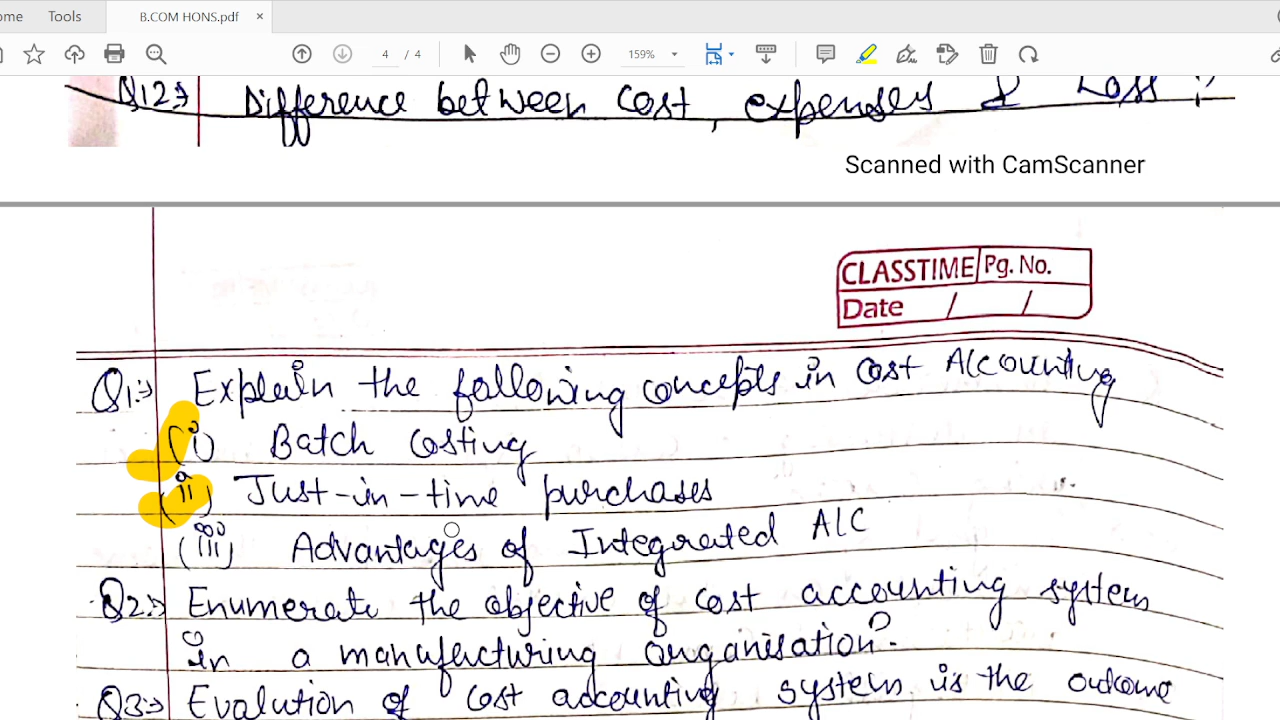 ome Tools B.COM HONS.pdf ×
4 / 4 159%
Q12⇒ Difference between Cost, expenses & Loss :-
Scanned with CamScanner
CLASSTIME Pg. No.
Date / /
Q1:⇒ Explain the following concepts in cost Accounting
(i) Batch costing
(ii) Just-in-time purchases
(iii) Advantages of Integrated A/C
Q2:⇒ Enumerate the objective of cost accounting system
in a manufacturing organisation?
Q3:⇒ Evalution of cost accounting system is the outcome